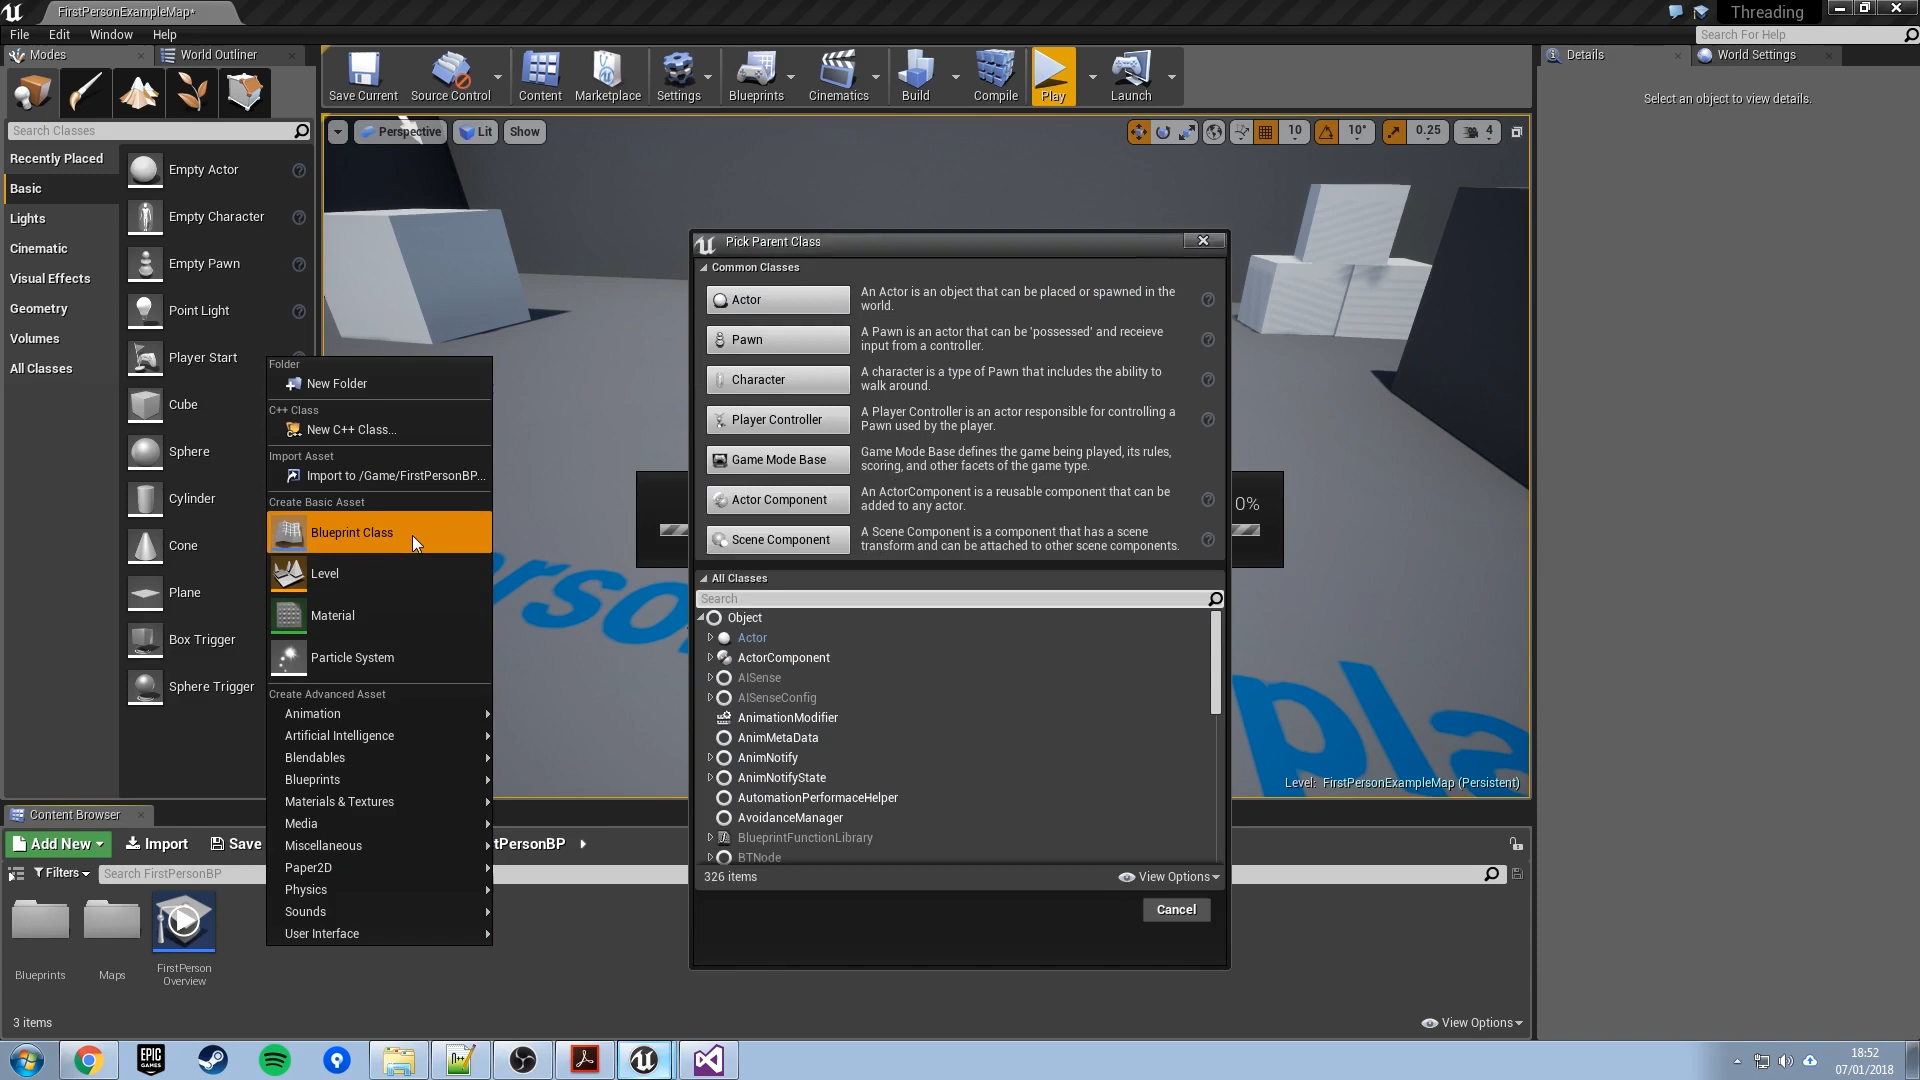 FirstPersonExampleMap*
Threading
File Edit Window Help
Search For Help
Modes
World Outliner
Save Current
Source Control
Content
Marketplace
Settings
Blueprints
Cinematics
Build
Compile
Play
Launch
Details
World Settings
Select an object to view details.
Search Classes
Perspective
Lit
Show
10
10°
0.25
4
Recently Placed
Basic
Lights
Cinematic
Visual Effects
Geometry
Volumes
All Classes
Empty Actor
Empty Character
Empty Pawn
Point Light
Player Start
Cube
Sphere
Cylinder
Cone
Plane
Box Trigger
Sphere Trigger
Folder
New Folder
C++ Class
New C++ Class...
Import Asset
Import to /Game/FirstPersonBP...
Create Basic Asset
Blueprint Class
Level
Material
Particle System
Create Advanced Asset
Animation
Artificial Intelligence
Blendables
Blueprints
Materials & Textures
Media
Miscellaneous
Paper2D
Physics
Sounds
User Interface
Pick Parent Class
Common Classes
Actor
An Actor is an object that can be placed or spawned in the
world.
Pawn
A Pawn is an actor that can be 'possessed' and receieve
input from a controller.
Character
A character is a type of Pawn that includes the ability to
walk around.
Player Controller
A Player Controller is an actor responsible for controlling a
Pawn used by the player.
Game Mode Base
Game Mode Base defines the game being played, its rules,
scoring, and other facets of the game type.
Actor Component
An ActorComponent is a reusable component that can be
added to any actor.
Scene Component
A Scene Component is a component that has a scene
transform and can be attached to other scene components.
0%
All Classes
Search
Object
Actor
ActorComponent
AISense
AISenseConfig
AnimationModifier
AnimMetaData
AnimNotify
AnimNotifyState
AutomationPerformaceHelper
AvoidanceManager
BlueprintFunctionLibrary
BTNode
326 items
View Options
Cancel
erso
pla
Level: FirstPersonExampleMap (Persistent)
Content Browser
Add New
Import
Save
tPersonBP
Filters
Search FirstPersonBP
Blueprints
Maps
FirstPerson
Overview
3 items
View Options
EPIC
GAMES
18:52
07/01/2018